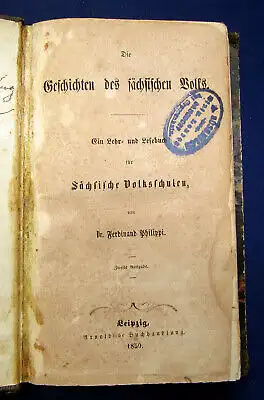 Die
Geschichten des sächsischen Volks.
Ein Lehr- und Lesebuch
für
Sächsische Volksschulen,
von
Dr. Ferdinand Philippi.
Zweite Ausgabe.
Leipzig,
Arnoldische Buchhandlung.
1850.